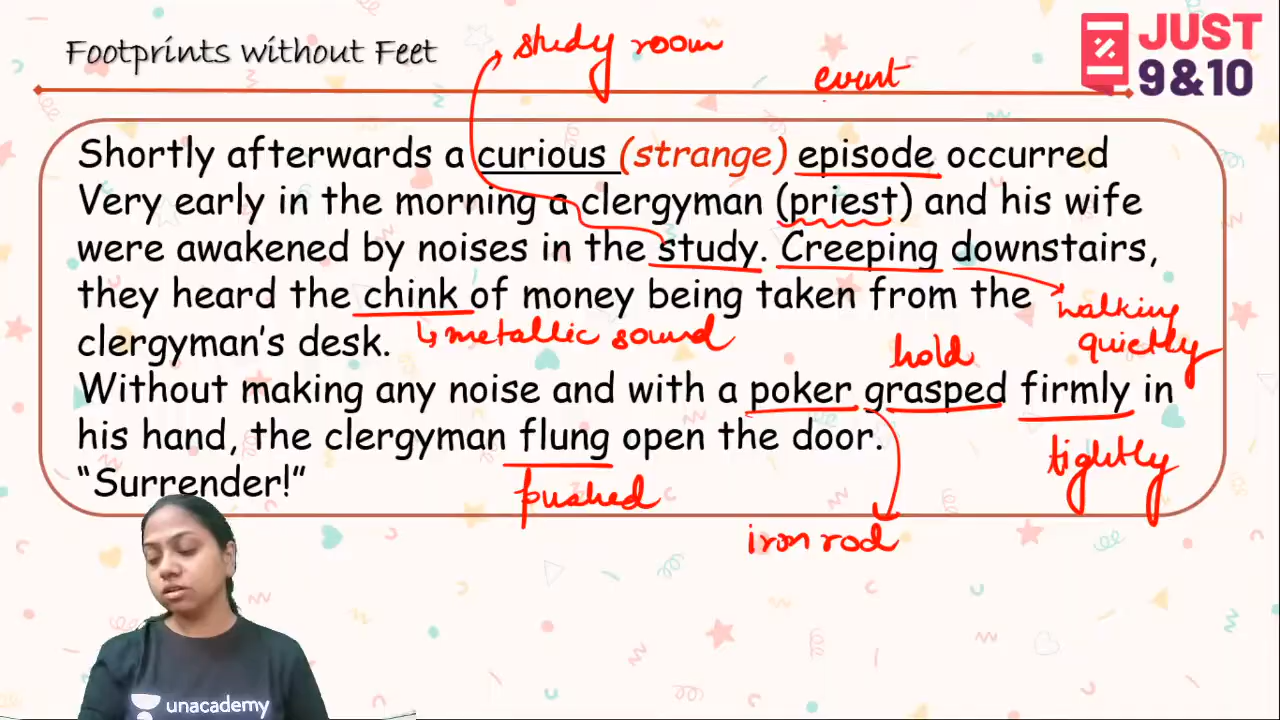 Footprints without Feet
study room
event
JUST
9 & 10
Shortly afterwards a curious (strange) episode occurred
Very early in the morning a clergyman (priest) and his wife
were awakened by noises in the study. Creeping downstairs,
they heard the chink of money being taken from the
walking
quietly
↳ metallic sound
clergyman's desk.
hold
Without making any noise and with a poker grasped firmly in
his hand, the clergyman flung open the door.
tightly
"Surrender!"
pushed
iron rod
unacademy